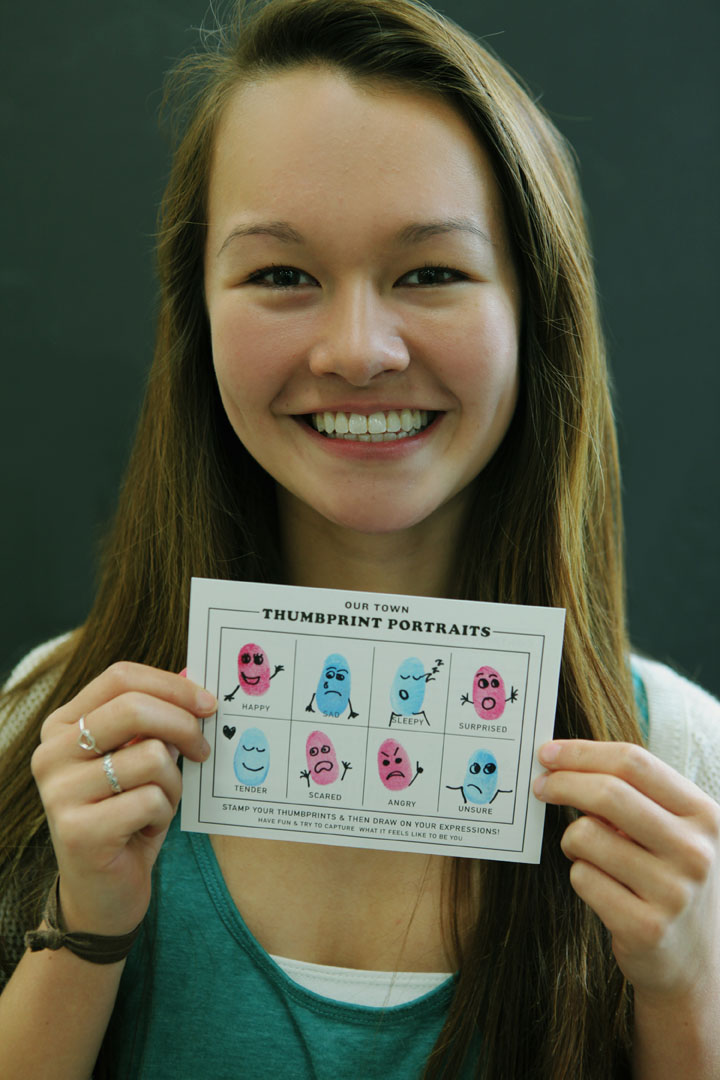 OUR TOWN
THUMBPRINT PORTRAITS
HAPPY SAD SLEEPY SURPRISED
zzz
TENDER SCARED ANGRY UNSURE
STAMP YOUR THUMBPRINTS & THEN DRAW ON YOUR EXPRESSIONS!
HAVE FUN & TRY TO CAPTURE WHAT IT FEELS LIKE TO BE YOU